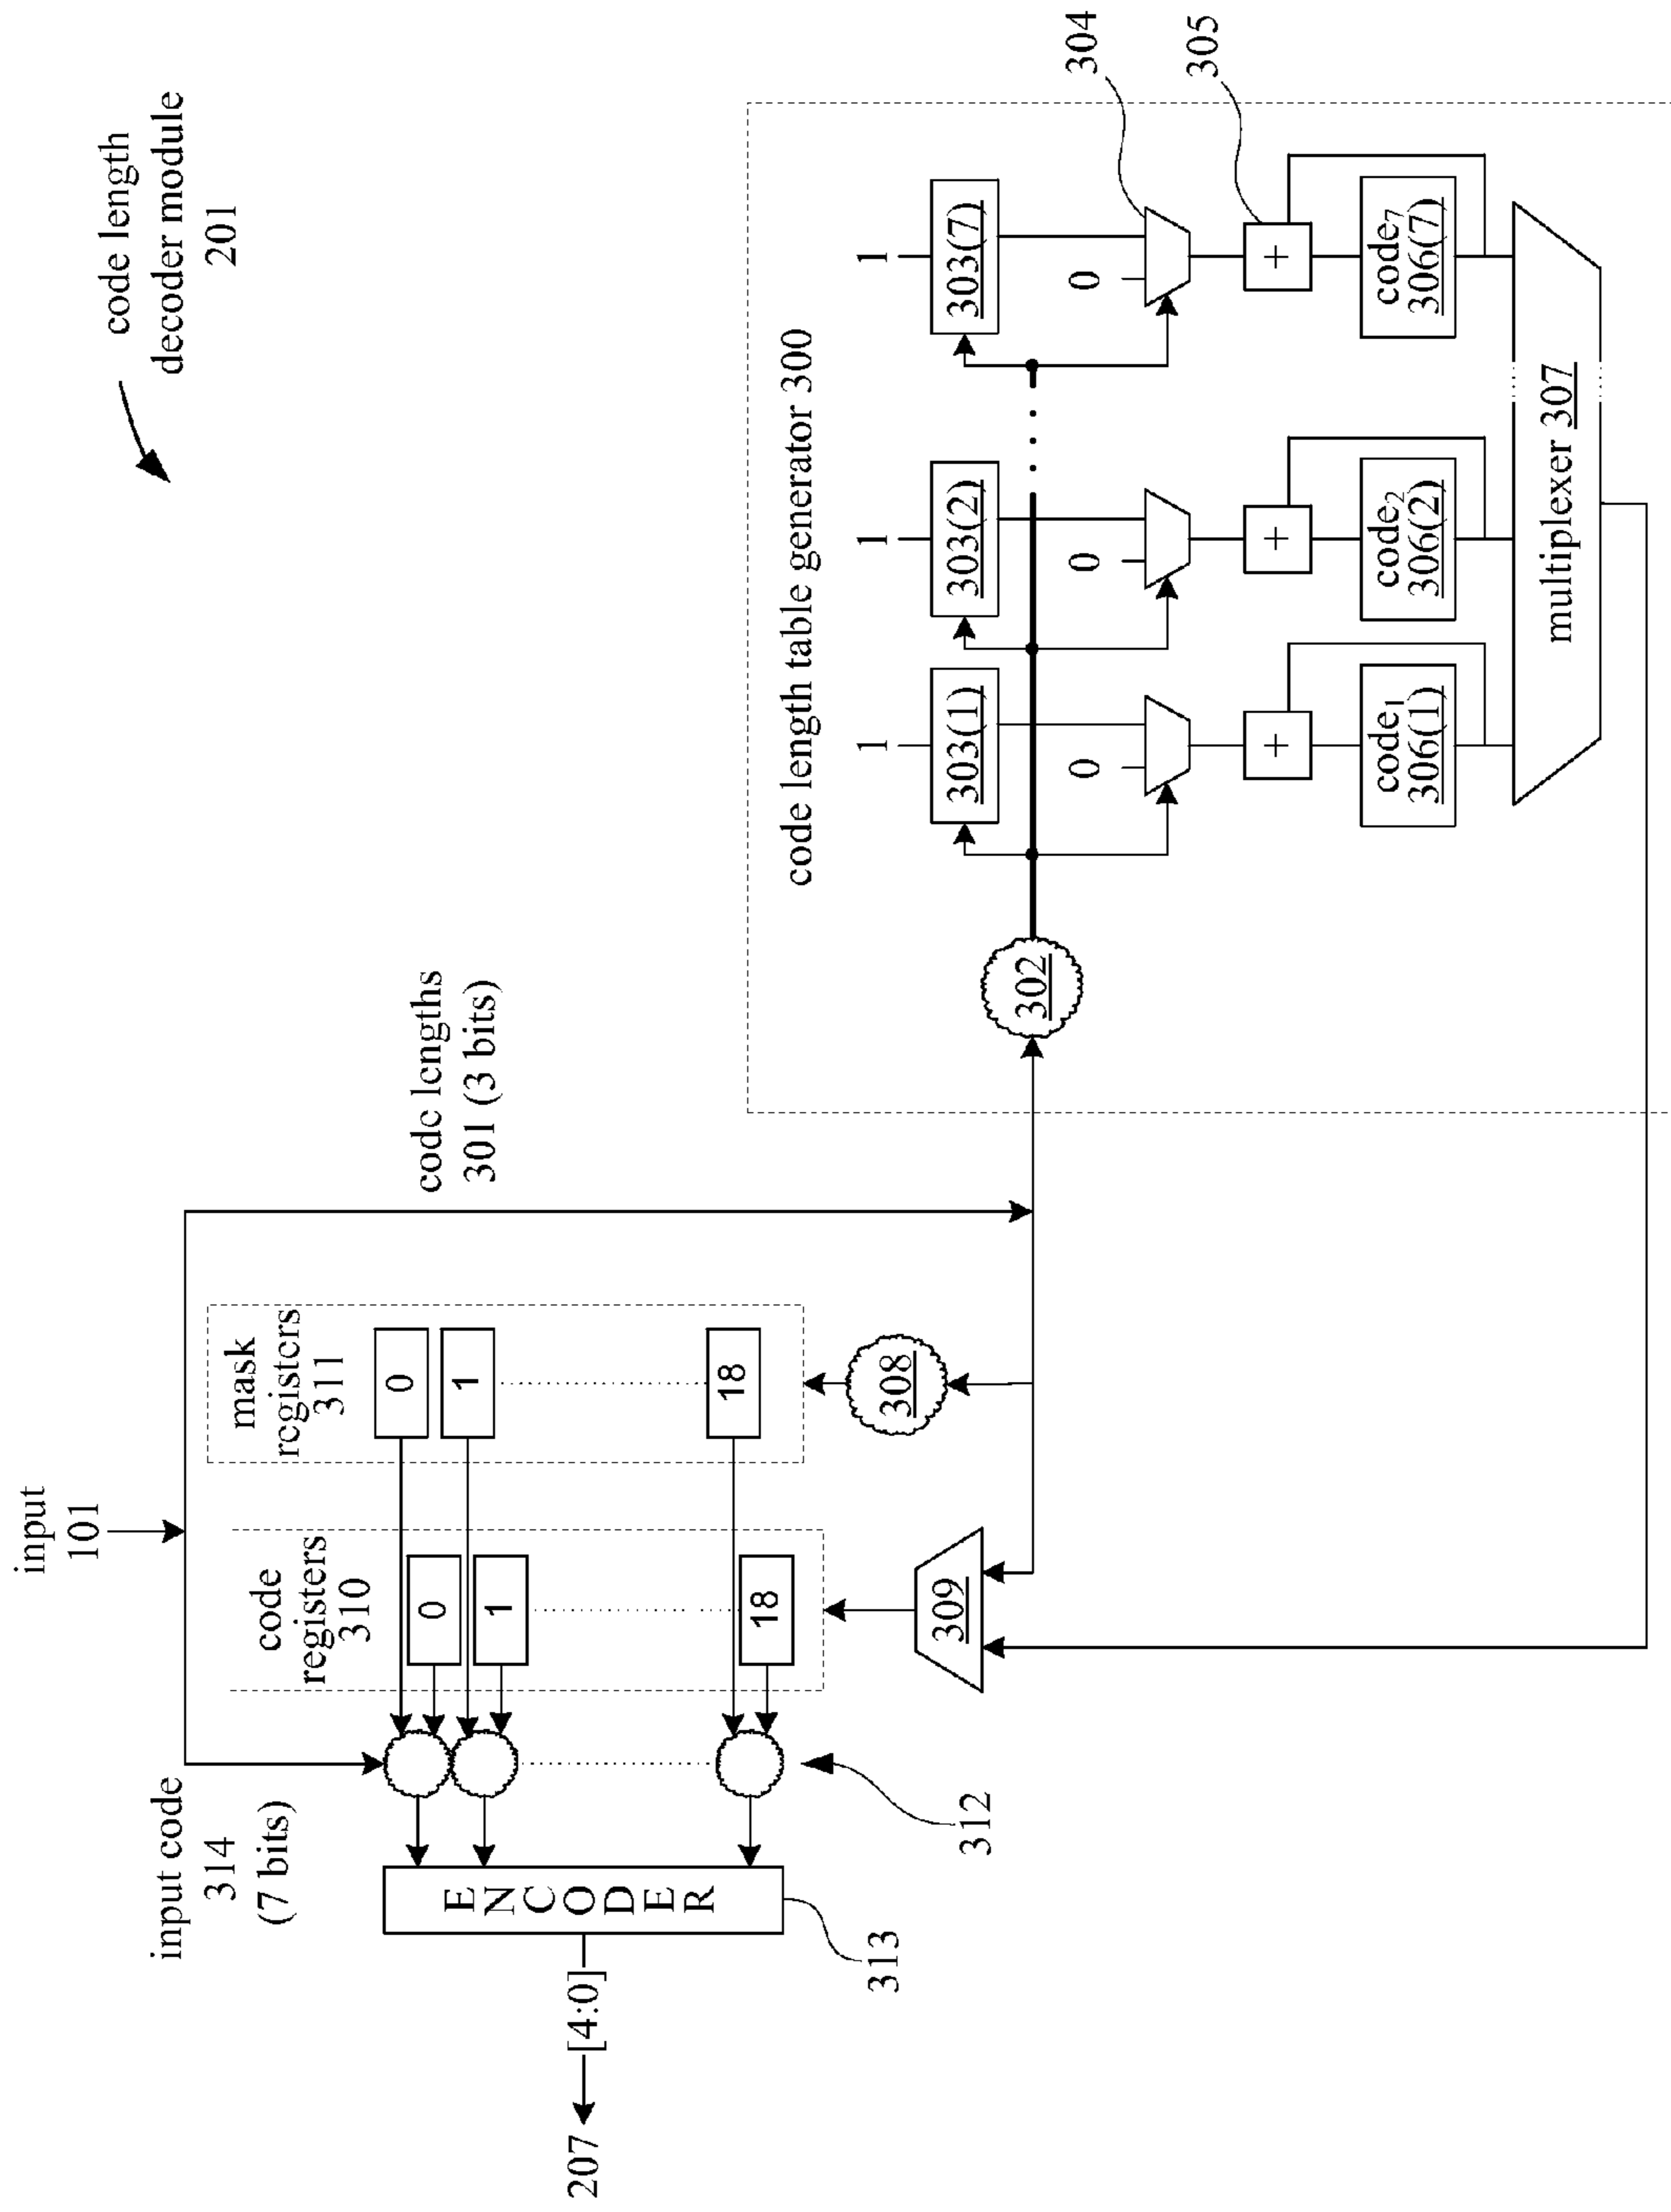 code length
decoder module
201
input
101
input code
314
(7 bits)
code
registers
310
mask
registers
311
code lengths
301 (3 bits)
0
1
18
0
1
18
E N C O D E R
207
[4:0]
313
312
309
308
302
code length table generator 300
1
1
1
303(1)
303(2)
303(7)
304
0
0
0
305
+
+
+
code1
306(1)
code2
306(2)
code7
306(7)
multiplexer 307